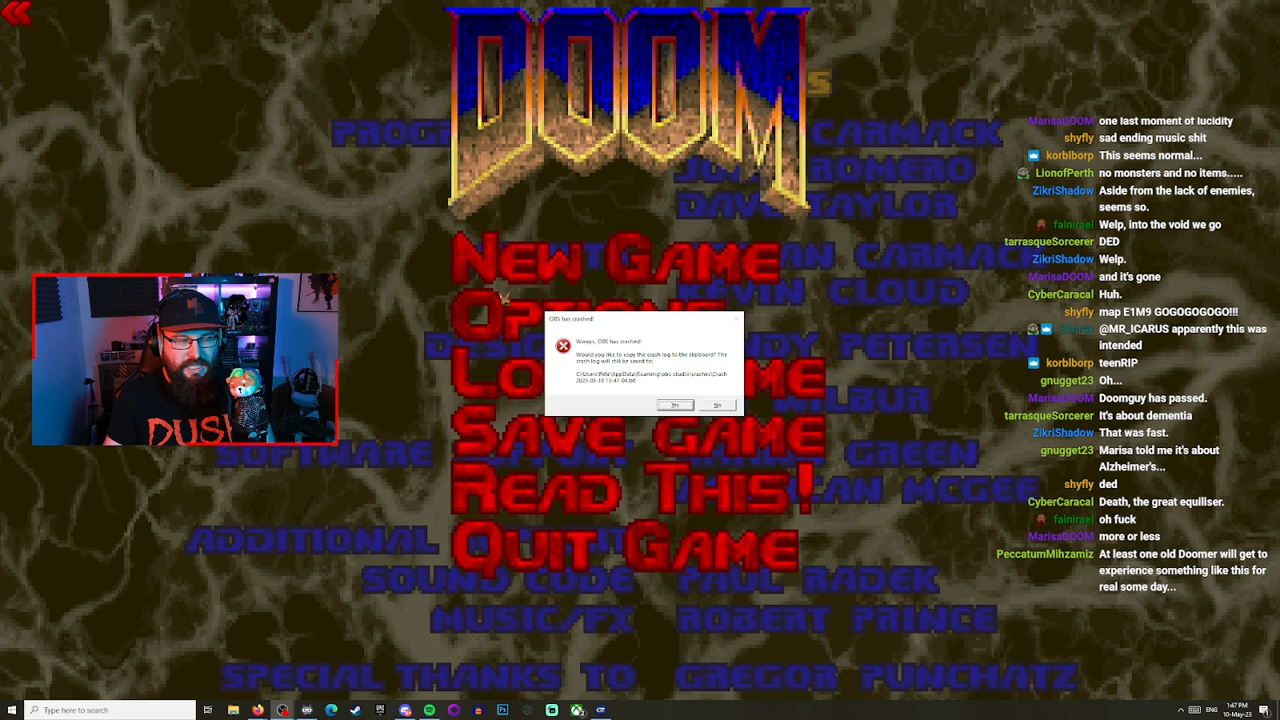 DOOM
PROGR
CARMACK
ROMERO
DAVE TAYLOR
NEW GAME
AN CARMACK
KEVIN CLOUD
SAVE GAME
READ THIS!
QUIT GAME
SOFTWARE
GREEN
MCGEE
ADDITIONAL
SOUND CODE PAUL RADEK
MUSIC/FX ROBERT PRINCE
SPECIAL THANKS TO GREGOR PUNCHATZ
OBS has crashed!
Woops, OBS has crashed!
Would you like to copy the crash log to the clipboard? The
crash log will still be saved to:
Yes
No
MarisaDOOM one last moment of lucidity
shyfly sad ending music shit
korblborp This seems normal...
LionofPerth no monsters and no items.....
ZikriShadow Aside from the lack of enemies,
seems so.
fainirael Welp, into the void we go
tarrasqueSorcerer DED
ZikriShadow Welp.
MarisaDOOM and it's gone
CyberCaracal Huh.
shyfly map E1M9 GOGOGOGOGO!!!
@MR_ICARUS apparently this was
intended
korblborp teenRIP
gnugget23 Oh...
MarisaDOOM Doomguy has passed.
tarrasqueSorcerer It's about dementia
ZikriShadow That was fast.
gnugget23 Marisa told me it's about
Alzheimer's...
shyfly ded
CyberCaracal Death, the great equiliser.
fainirael oh fuck
MarisaDOOM more or less
PeccatumMihzamiz At least one old Doomer will get to
experience something like this for
real some day...
Type here to search
ENG
1:47 PM
10-May-23